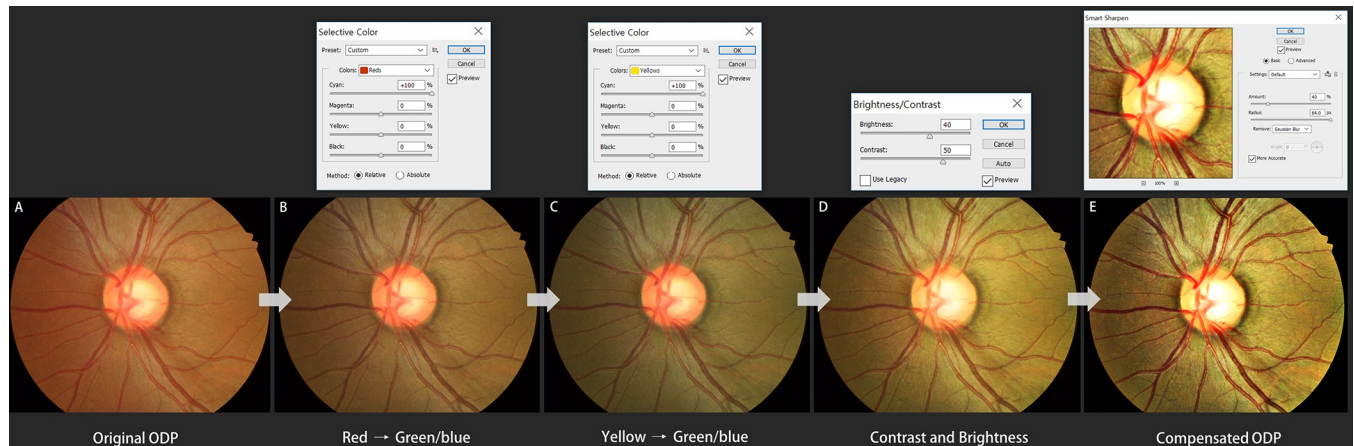 Selective Color
Preset: Custom
OK
Cancel
Preview
Colors: Reds
Cyan: +100 %
Magenta: 0 %
Yellow: 0 %
Black: 0 %
Method: Relative Absolute
Selective Color
Preset: Custom
OK
Cancel
Preview
Colors: Yellows
Cyan: +100 %
Magenta: 0 %
Yellow: 0 %
Black: 0 %
Method: Relative Absolute
Brightness/Contrast
Brightness: 40
OK
Contrast: 50
Cancel
Auto
Use Legacy
Preview
Smart Sharpen
OK
Cancel
Preview
Basic Advanced
Settings: Default
Amount: 40 %
Radius: 64.0 px
Remove: Gaussian Blur
Angle: 0 °
More Accurate
100%
A
B
C
D
E
Original ODP
Red → Green/blue
Yellow → Green/blue
Contrast and Brightness
Compensated ODP